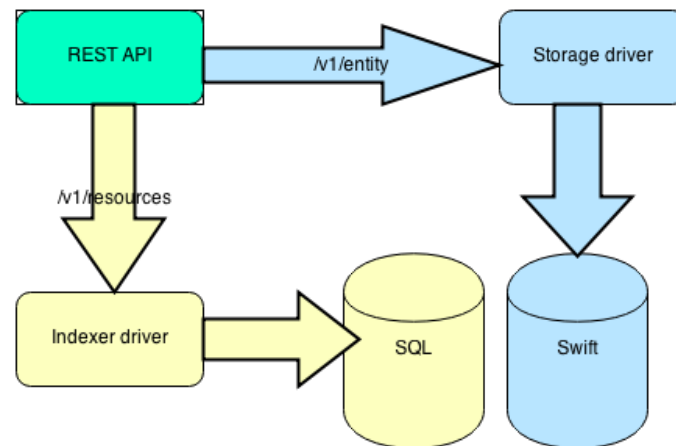 REST API
/v1/entity
Storage driver
/v1/resources
Indexer driver
SQL
Swift